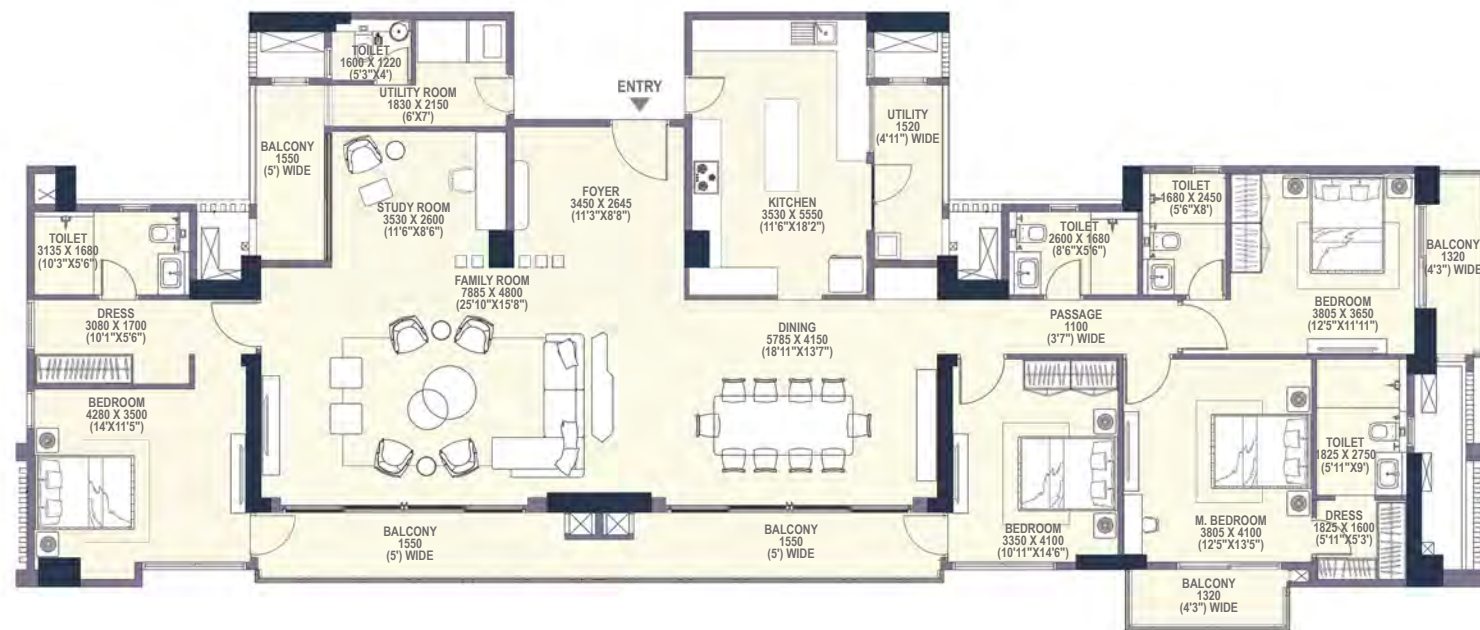 TOILET
1600 X 1220
(5'3"X4')
UTILITY ROOM
1830 X 2150
(6'X7')
ENTRY
BALCONY
1550
(5') WIDE
UTILITY
1520
(4'11") WIDE
STUDY ROOM
3530 X 2600
(11'6"X8'6")
FOYER
3450 X 2645
(11'3"X8'8")
KITCHEN
3530 X 5550
(11'6"X18'2")
TOILET
3135 X 1680
(10'3"X5'6")
TOILET
2600 X 1680
(8'6"X5'6")
TOILET
1680 X 2450
(5'6"X8')
BALCONY
1320
(4'3") WIDE
BEDROOM
3805 X 3650
(12'5"X11'11")
FAMILY ROOM
7885 X 4800
(25'10"X15'8")
DRESS
3080 X 1700
(10'1"X5'6")
DINING
5785 X 4150
(18'11"X13'7")
PASSAGE
1100
(3'7") WIDE
BEDROOM
4280 X 3500
(14'X11'5")
TOILET
1825 X 2750
(5'11"X9')
BALCONY
1550
(5') WIDE
BALCONY
1550
(5') WIDE
BEDROOM
3350 X 4100
(10'11"X14'6")
M. BEDROOM
3805 X 4100
(12'5"X13'5")
DRESS
1825 X 1600
(5'11"X5'3')
BALCONY
1320
(4'3") WIDE